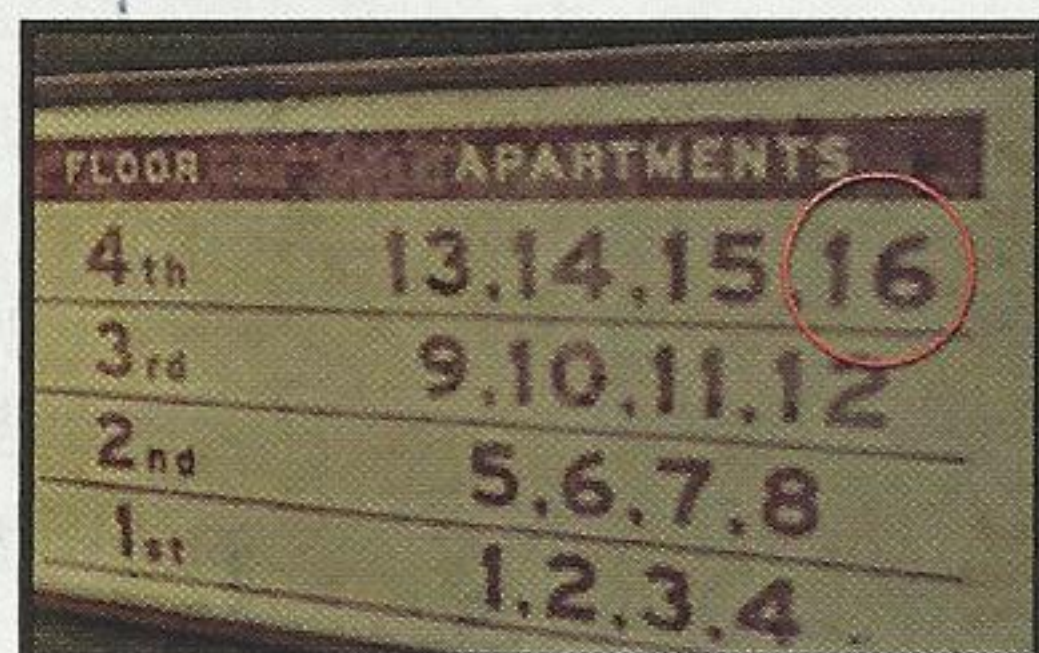 FLOOR APARTMENTS
4th 13.14.15.16
3rd 9.10.11.12
2nd 5.6.7.8
1st 1.2.3.4